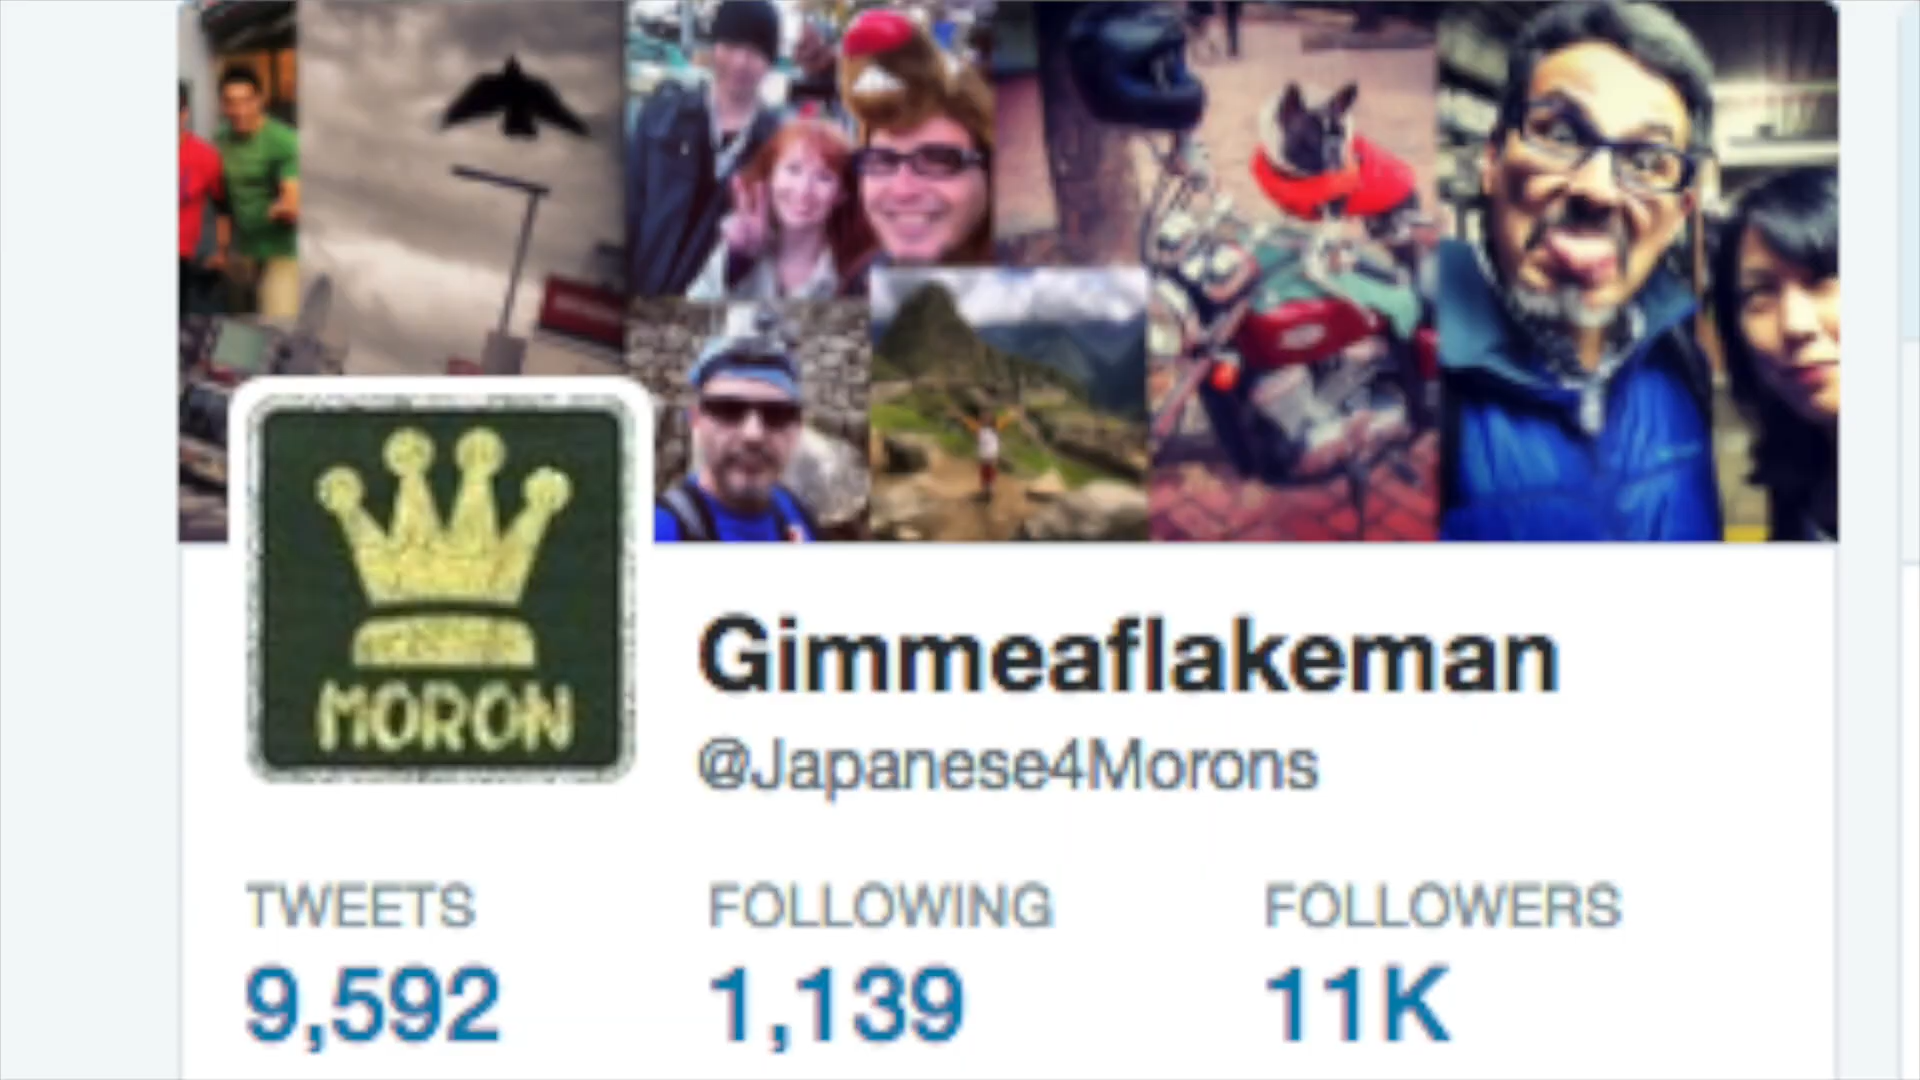 MORON
Gimmeaflakeman
@Japanese4Morons
TWEETS FOLLOWING FOLLOWERS
9,592 1,139 11K